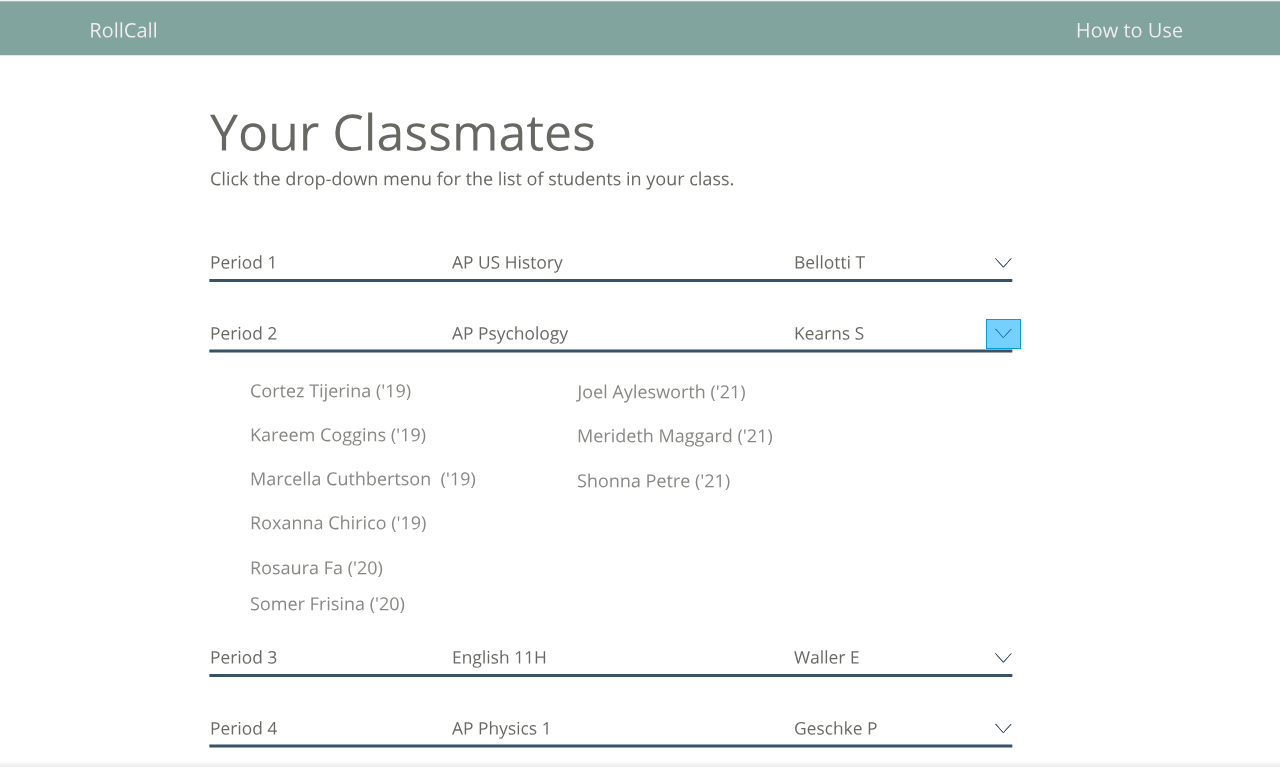 RollCall How to Use
Your Classmates
Click the drop-down menu for the list of students in your class.
Period 1 AP US History Bellotti T
Period 2 AP Psychology Kearns S
Cortez Tijerina ('19) Joel Aylesworth ('21)
Kareem Coggins ('19) Merideth Maggard ('21)
Marcella Cuthbertson ('19) Shonna Petre ('21)
Roxanna Chirico ('19)
Rosaura Fa ('20)
Somer Frisina ('20)
Period 3 English 11H Waller E
Period 4 AP Physics 1 Geschke P